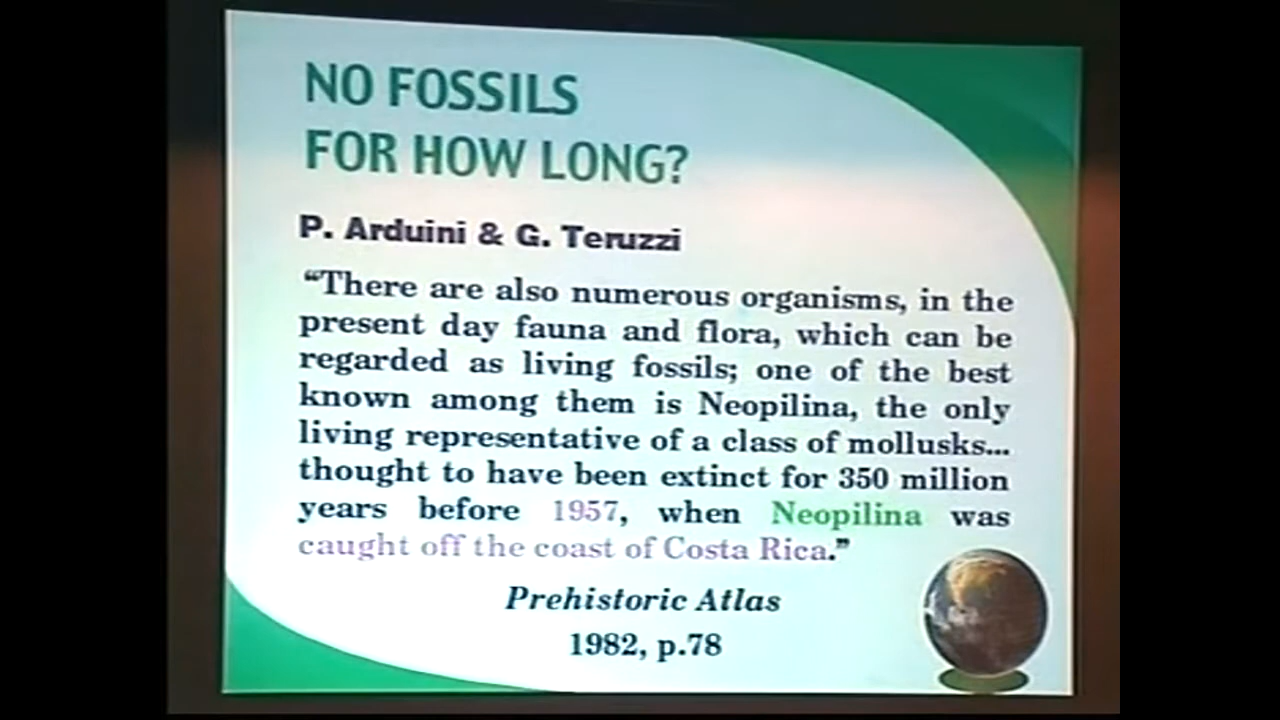 NO FOSSILS
FOR HOW LONG?
P. Arduini & G. Teruzzi
“There are also numerous organisms, in the
present day fauna and flora, which can be
regarded as living fossils; one of the best
known among them is Neopilina, the only
living representative of a class of mollusks...
thought to have been extinct for 350 million
years before 1957, when Neopilina was
caught off the coast of Costa Rica.”
Prehistoric Atlas
1982, p.78